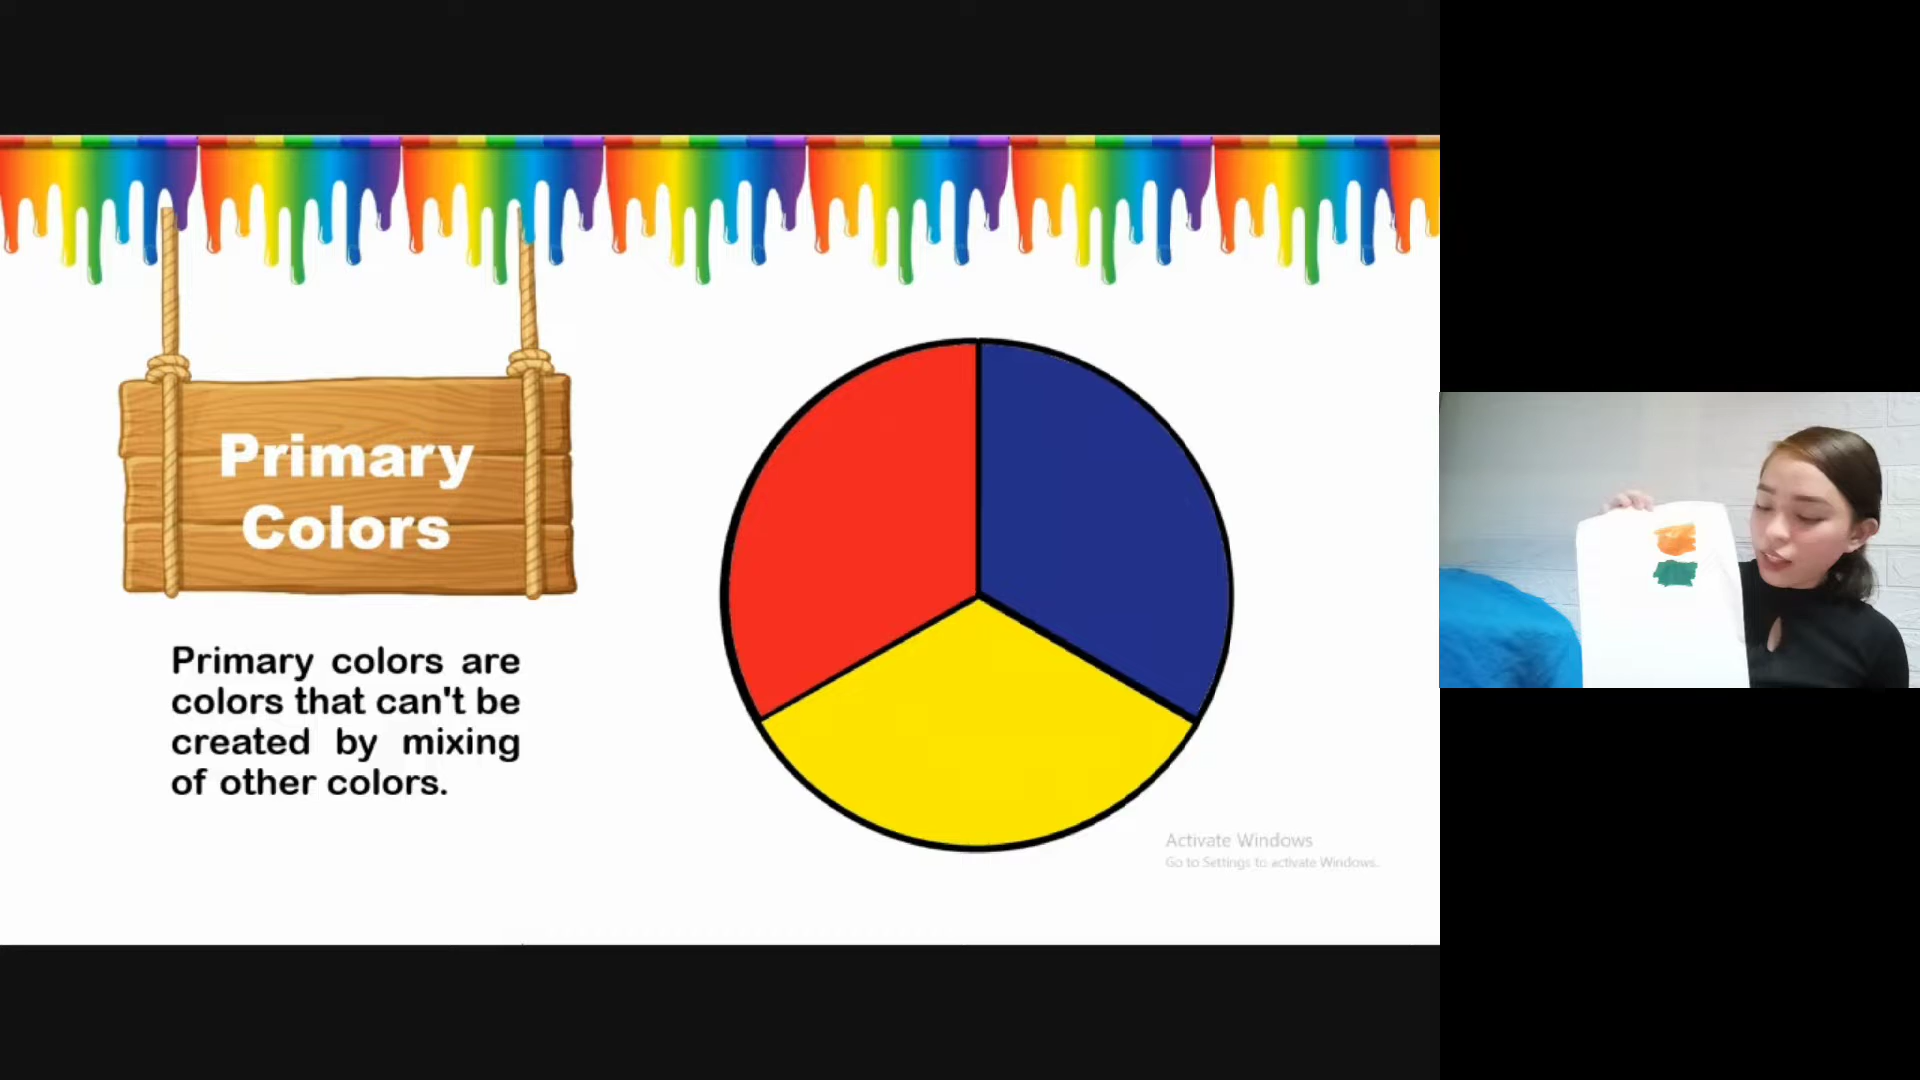 Primary
Colors
Primary colors are
colors that can't be
created by mixing
of other colors.
Activate Windows
Go to Settings to activate Windows.